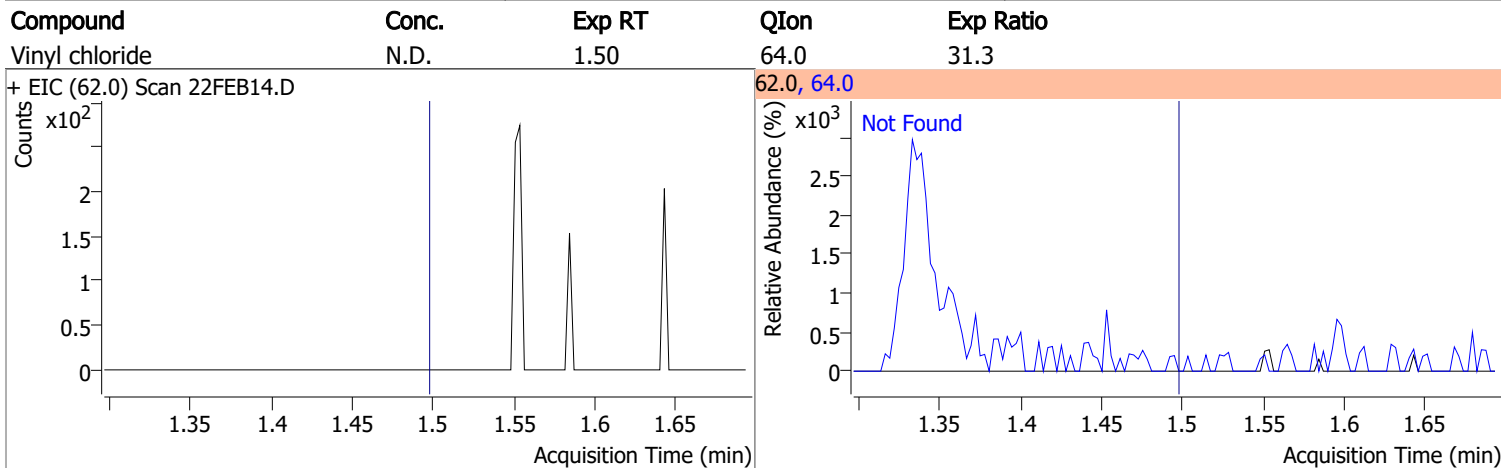 Compound Conc. Exp RT QIon Exp Ratio
Vinyl chloride N.D. 1.50 64.0 31.3
+ EIC (62.0) Scan 22FEB14.D
62.0, 64.0
Counts
x10²
2
1.5
1
0.5
0
1.35 1.4 1.45 1.5 1.55 1.6 1.65
Acquisition Time (min)
Relative Abundance (%)
x10³
Not Found
2.5
2
1.5
1
0.5
0
1.35 1.4 1.45 1.5 1.55 1.6 1.65
Acquisition Time (min)